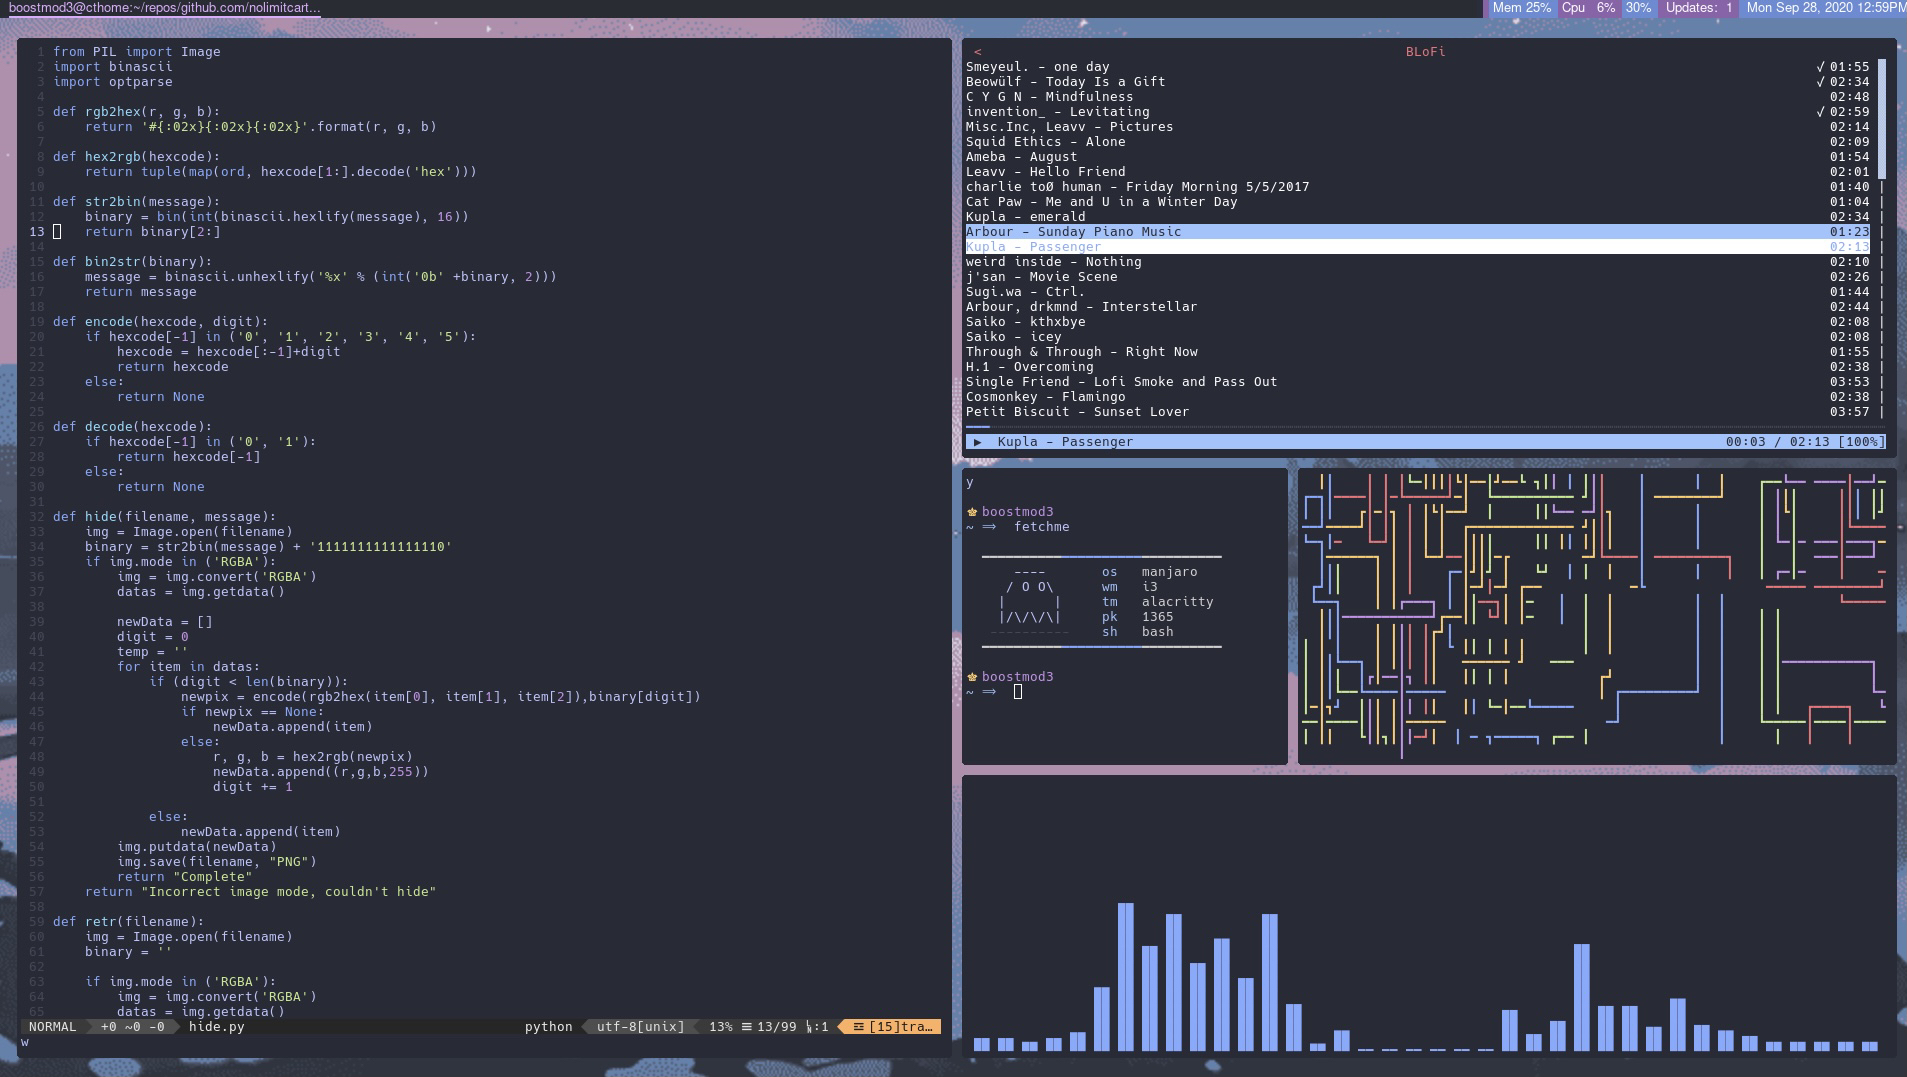 boostmod3@cthome:~/repos/github.com/nolimitcart...
Mem 25% Cpu 6% 30% Updates: 1 Mon Sep 28, 2020 12:59PM
1 from PIL import Image
2 import binascii
3 import optparse
4
5 def rgb2hex(r, g, b):
6     return '#{:02x}{:02x}{:02x}'.format(r, g, b)
7
8 def hex2rgb(hexcode):
9     return tuple(map(ord, hexcode[1:].decode('hex')))
10
11 def str2bin(message):
12     binary = bin(int(binascii.hexlify(message), 16))
13     return binary[2:]
14
15 def bin2str(binary):
16     message = binascii.unhexlify('%x' % (int('0b' +binary, 2)))
17     return message
18
19 def encode(hexcode, digit):
20     if hexcode[-1] in ('0', '1', '2', '3', '4', '5'):
21         hexcode = hexcode[:-1]+digit
22         return hexcode
23     else:
24         return None
25
26 def decode(hexcode):
27     if hexcode[-1] in ('0', '1'):
28         return hexcode[-1]
29     else:
30         return None
31
32 def hide(filename, message):
33     img = Image.open(filename)
34     binary = str2bin(message) + '1111111111111110'
35     if img.mode in ('RGBA'):
36         img = img.convert('RGBA')
37         datas = img.getdata()
38
39         newData = []
40         digit = 0
41         temp = ''
42         for item in datas:
43             if (digit < len(binary)):
44                 newpix = encode(rgb2hex(item[0], item[1], item[2]),binary[digit])
45                 if newpix == None:
46                     newData.append(item)
47                 else:
48                     r, g, b = hex2rgb(newpix)
49                     newData.append((r,g,b,255))
50                     digit += 1
51
52             else:
53                 newData.append(item)
54         img.putdata(newData)
55         img.save(filename, "PNG")
56         return "Complete"
57     return "Incorrect image mode, couldn't hide"
58
59 def retr(filename):
60     img = Image.open(filename)
61     binary = ''
62
63     if img.mode in ('RGBA'):
64         img = img.convert('RGBA')
65         datas = img.getdata()
NORMAL +0 ~0 -0 hide.py python utf-8[unix] 13% ☰ 13/99 :1 [15]tra…
w
< BLoFi
Smeyeul. - one day √ 01:55
Beowülf - Today Is a Gift √ 02:34
C Y G N - Mindfulness 02:48
invention_ - Levitating √ 02:59
Misc.Inc, Leavv - Pictures 02:14
Squid Ethics - Alone 02:09
Ameba - August 01:54
Leavv - Hello Friend 02:01
charlie toØ human - Friday Morning 5/5/2017 01:40
Cat Paw - Me and U in a Winter Day 01:04
Kupla - emerald 02:34
Arbour - Sunday Piano Music 01:23
Kupla - Passenger 02:13
weird inside - Nothing 02:10
j'san - Movie Scene 02:26
Sugi.wa - Ctrl. 01:44
Arbour, drkmnd - Interstellar 02:44
Saiko - kthxbye 02:08
Saiko - icey 02:08
Through & Through - Right Now 01:55
H.1 - Overcoming 02:38
Single Friend - Lofi Smoke and Pass Out 03:53
Cosmonkey - Flamingo 02:38
Petit Biscuit - Sunset Lover 03:57
▶ Kupla - Passenger 00:03 / 02:13 [100%]
y
boostmod3
~ ⇒ fetchme
os manjaro
wm i3
tm alacritty
pk 1365
sh bash
boostmod3
~ ⇒